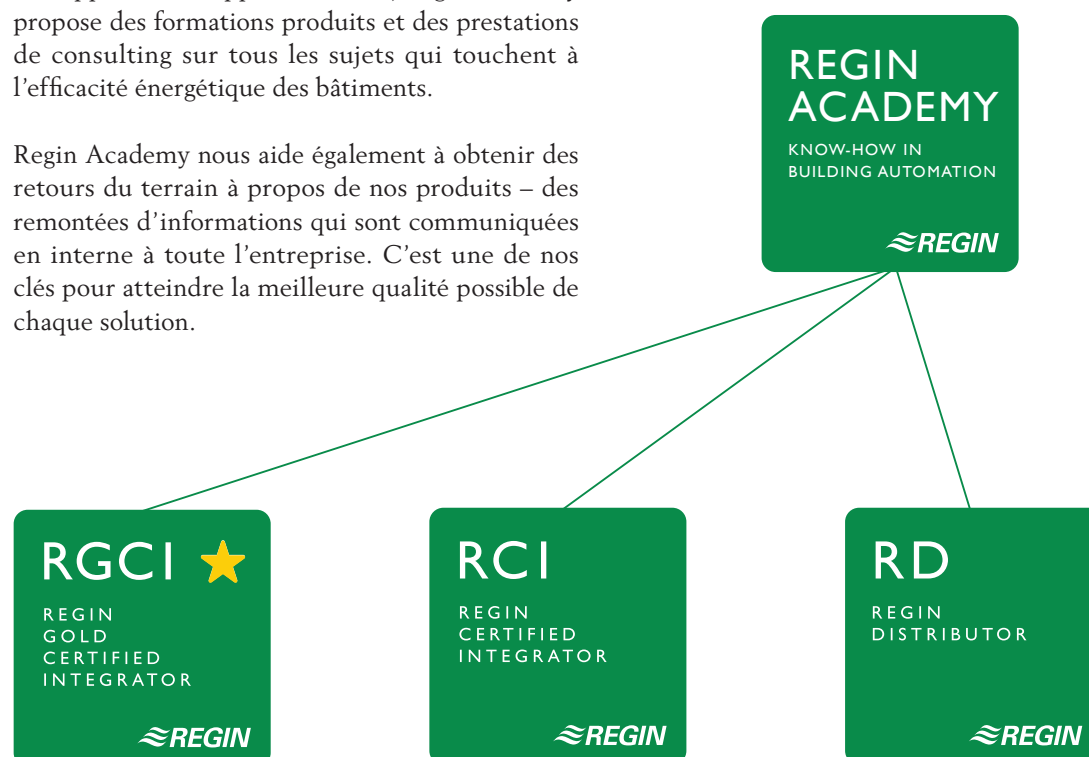 propose des formations produits et des prestations
de consulting sur tous les sujets qui touchent à
l’efficacité énergétique des bâtiments.
Regin Academy nous aide également à obtenir des
retours du terrain à propos de nos produits – des
remontées d’informations qui sont communiquées
en interne à toute l’entreprise. C’est une de nos
clés pour atteindre la meilleure qualité possible de
chaque solution.
REGIN
ACADEMY
KNOW-HOW IN
BUILDING AUTOMATION
REGIN
RGCI
REGIN
GOLD
CERTIFIED
INTEGRATOR
REGIN
RCI
REGIN
CERTIFIED
INTEGRATOR
REGIN
RD
REGIN
DISTRIBUTOR
REGIN